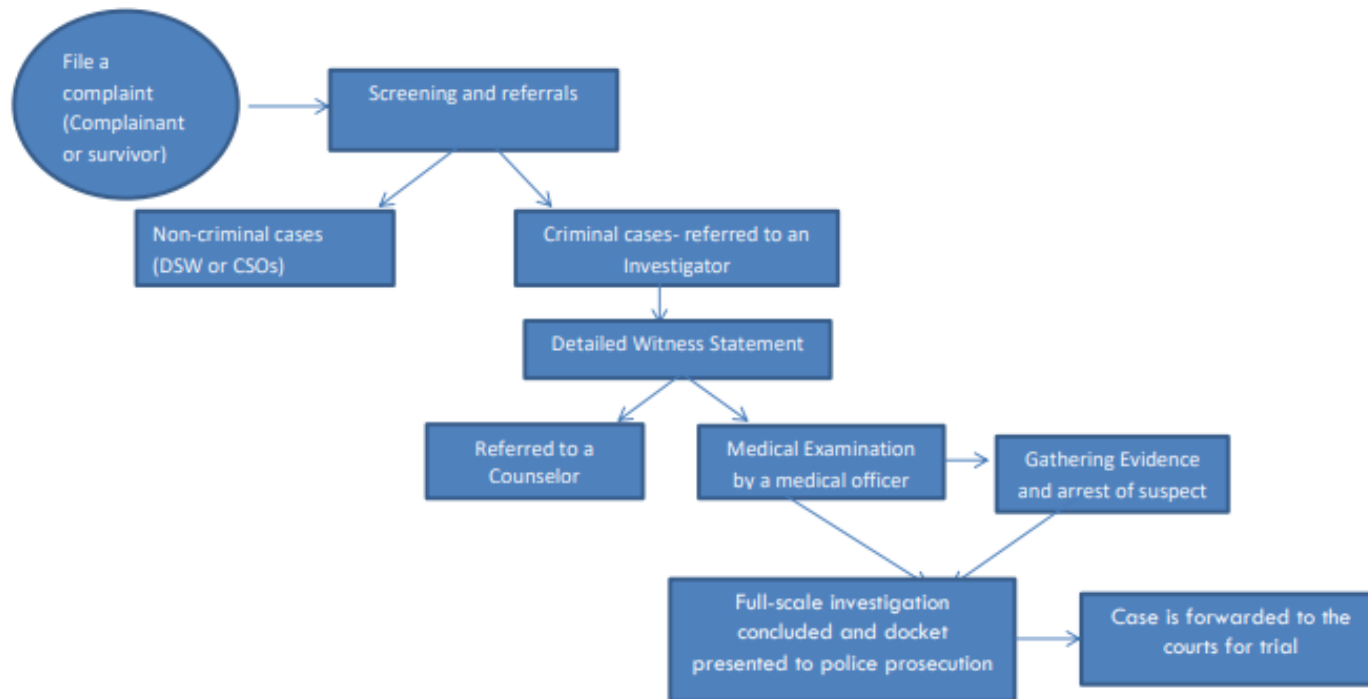 File a
complaint
(Complainant
or survivor)
Screening and referrals
Non-criminal cases
(DSW or CSOs)
Criminal cases- referred to an
Investigator
Detailed Witness Statement
Referred to a
Counselor
Medical Examination
by a medical officer
Gathering Evidence
and arrest of suspect
Full-scale investigation
concluded and docket
presented to police prosecution
Case is forwarded to the
courts for trial